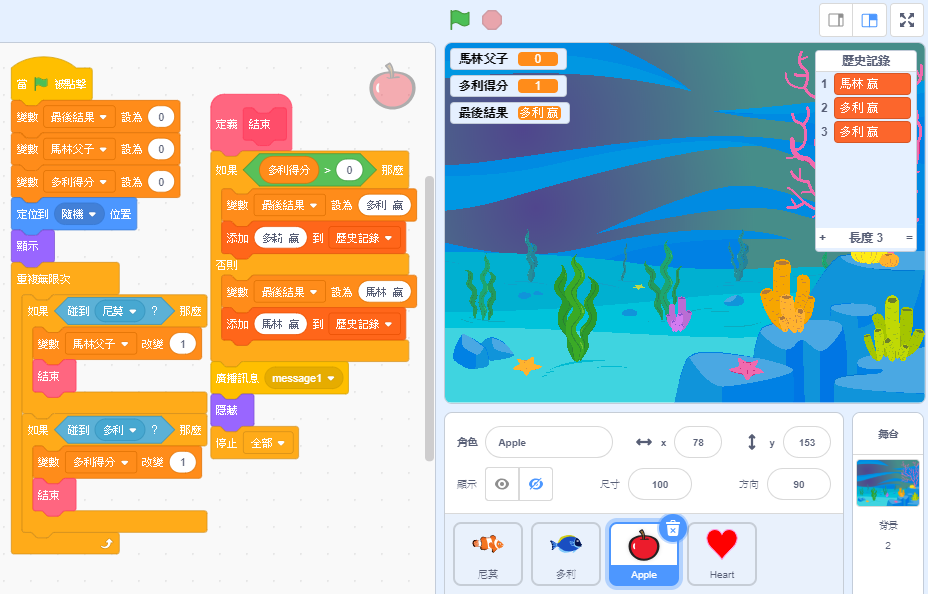 當 被點擊
變數 最後結果 設為 0
變數 馬林父子 設為 0
變數 多利得分 設為 0
定位到 隨機 位置
顯示
重複無限次
如果 碰到 尼莫 ? 那麼
變數 馬林父子 改變 1
結束
如果 碰到 多利 ? 那麼
變數 多利得分 改變 1
結束
定義 結束
如果 多利得分 > 0 那麼
變數 最後結果 設為 多利 贏
添加 多莉 贏 到 歷史記錄
否則
變數 最後結果 設為 馬林 贏
添加 馬林 贏 到 歷史記錄
廣播訊息 message1
隱藏
停止 全部
馬林父子 0
多利得分 1
最後結果 多利 贏
歷史記錄
1 馬林 贏
2 多利 贏
3 多利 贏
+ 長度 3 =
角色 Apple x 78 y 153
顯示 尺寸 100 方向 90
尼莫
多利
Apple
Heart
舞台
背景
2